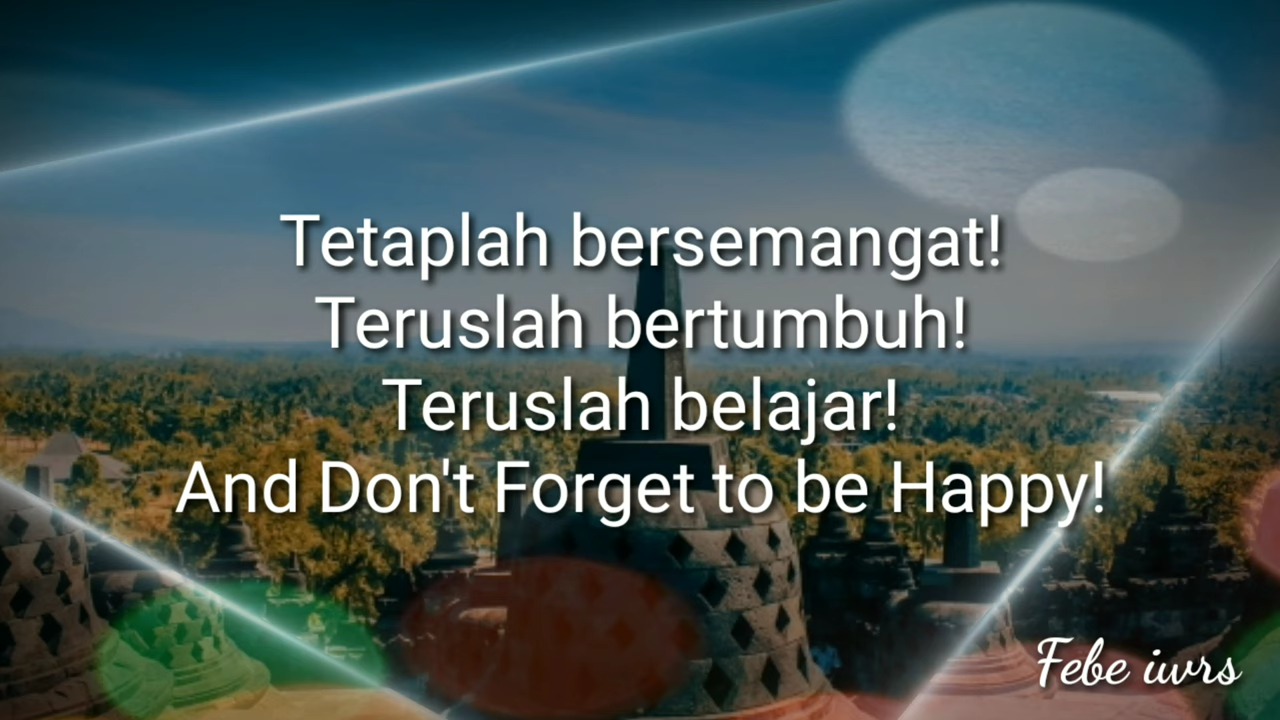 Tetaplah bersemangat!
Teruslah bertumbuh!
Teruslah belajar!
And Don't Forget to be Happy!
Febe iwrs